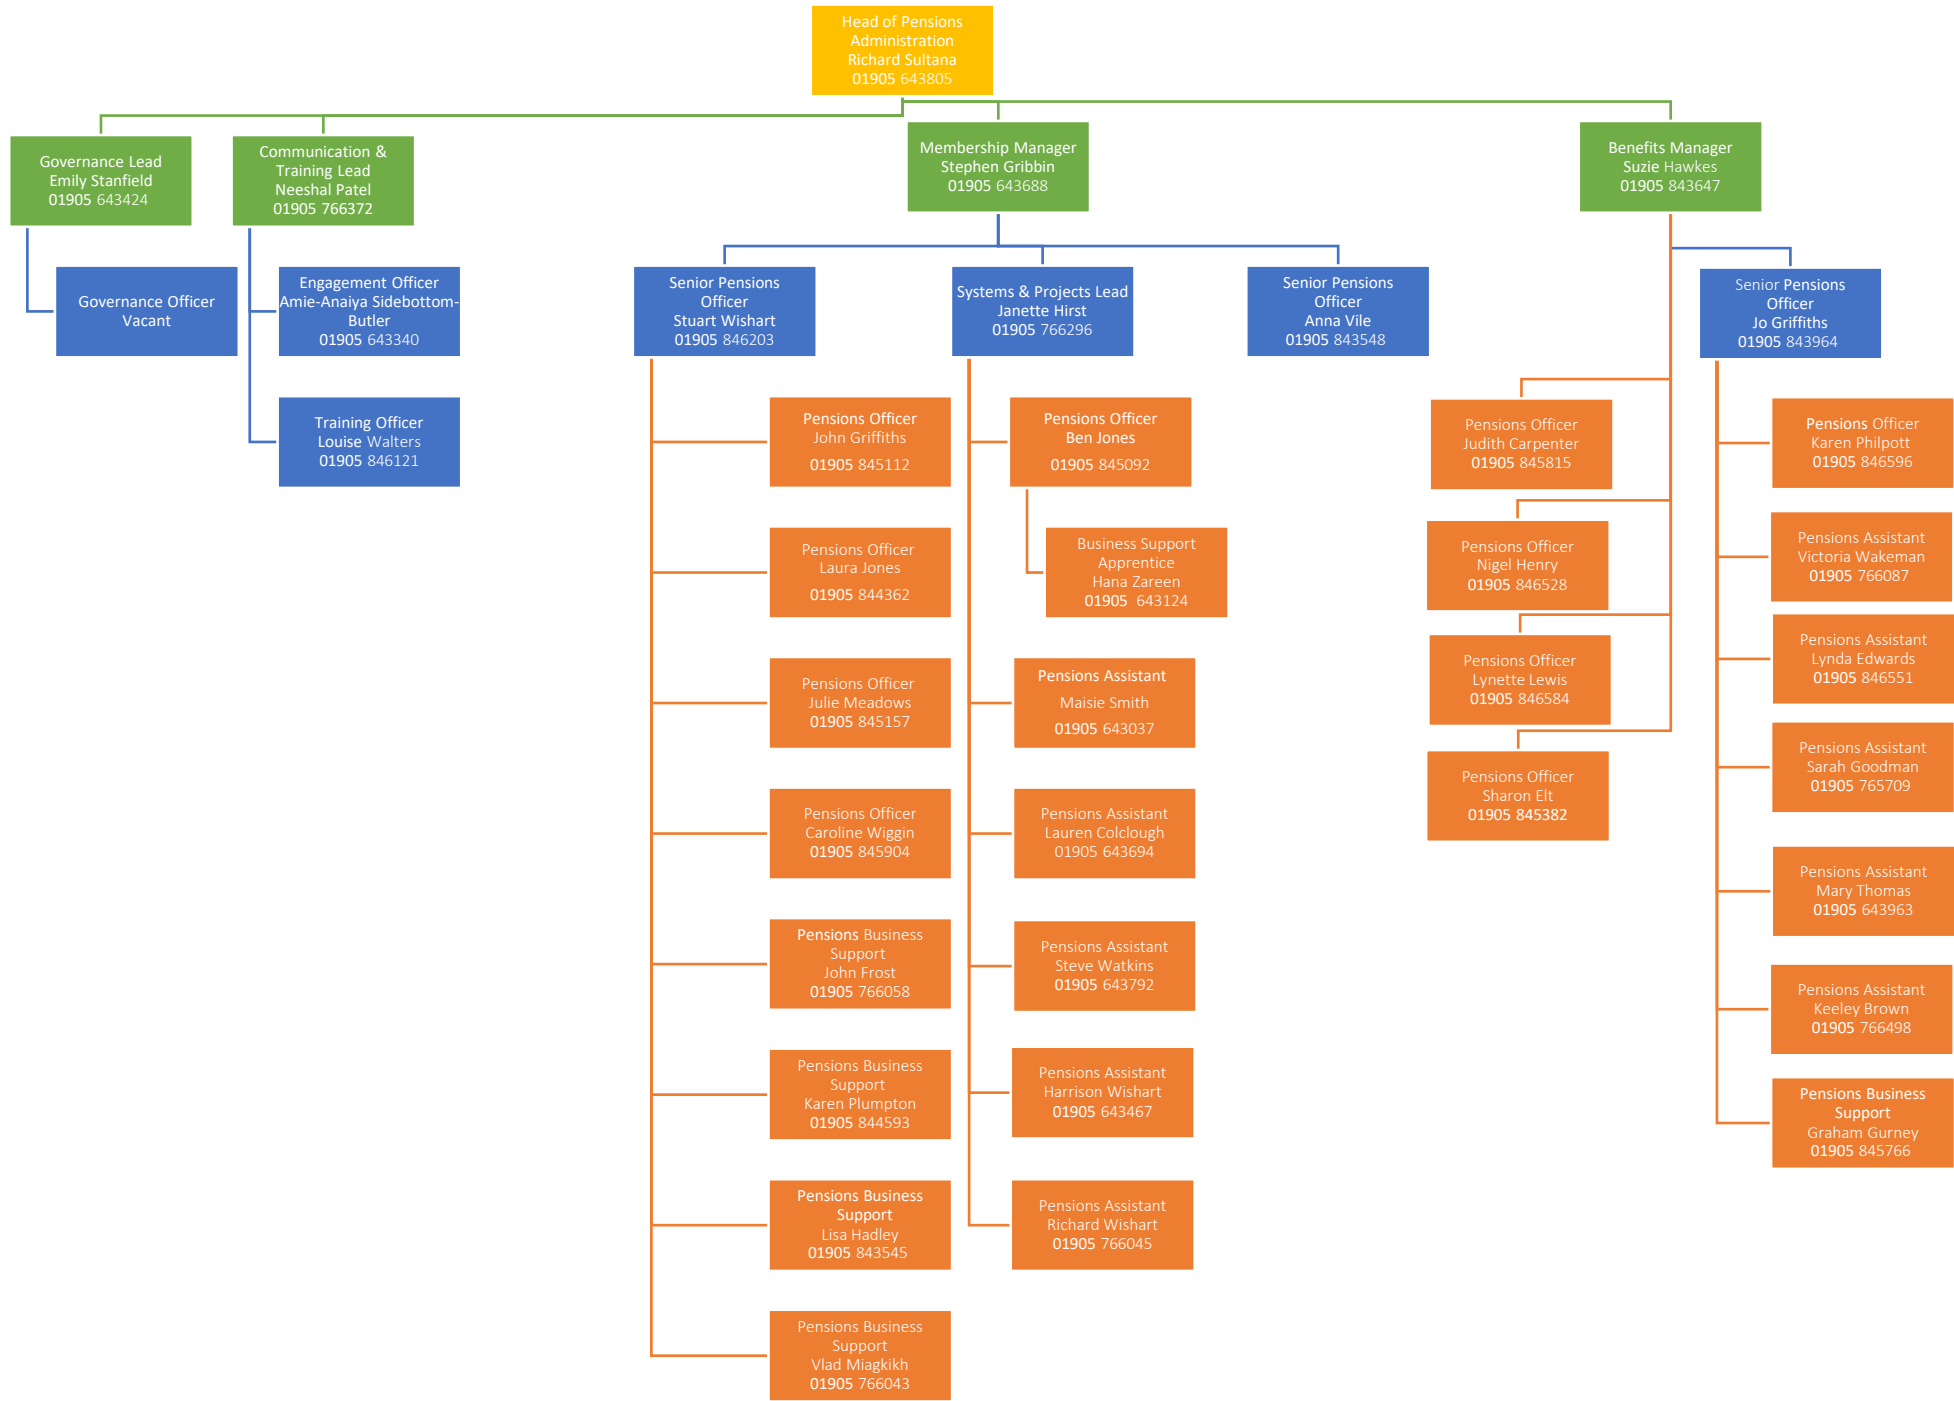 Head of Pensions
Administration
Richard Sultana
01905 643805
Governance Lead
Emily Stanfield
01905 643424
Communication &
Training Lead
Neeshal Patel
01905 766372
Membership Manager
Stephen Gribbin
01905 643688
Benefits Manager
Suzie Hawkes
01905 843647
Governance Officer
Vacant
Engagement Officer
Amie-Anaiya Sidebottom-
Butler
01905 643340
Training Officer
Louise Walters
01905 846121
Senior Pensions
Officer
Stuart Wishart
01905 846203
Systems & Projects Lead
Janette Hirst
01905 766296
Senior Pensions
Officer
Anna Vile
01905 843548
Senior Pensions
Officer
Jo Griffiths
01905 843964
Pensions Officer
John Griffiths
01905 845112
Pensions Officer
Laura Jones
01905 844362
Pensions Officer
Julie Meadows
01905 845157
Pensions Officer
Caroline Wiggin
01905 845904
Pensions Business
Support
John Frost
01905 766058
Pensions Business
Support
Karen Plumpton
01905 844593
Pensions Business
Support
Lisa Hadley
01905 843545
Pensions Business
Support
Vlad Miagkikh
01905 766043
Pensions Officer
Ben Jones
01905 845092
Business Support
Apprentice
Hana Zareen
01905  643124
Pensions Assistant
Maisie Smith
01905 643037
Pensions Assistant
Lauren Colclough
01905 643694
Pensions Assistant
Steve Watkins
01905 643792
Pensions Assistant
Harrison Wishart
01905 643467
Pensions Assistant
Richard Wishart
01905 766045
Pensions Officer
Judith Carpenter
01905 845815
Pensions Officer
Nigel Henry
01905 846528
Pensions Officer
Lynette Lewis
01905 846584
Pensions Officer
Sharon Elt
01905 845382
Pensions Officer
Karen Philpott
01905 846596
Pensions Assistant
Victoria Wakeman
01905 766087
Pensions Assistant
Lynda Edwards
01905 846551
Pensions Assistant
Sarah Goodman
01905 765709
Pensions Assistant
Mary Thomas
01905 643963
Pensions Assistant
Keeley Brown
01905 766498
Pensions Business
Support
Graham Gurney
01905 845766